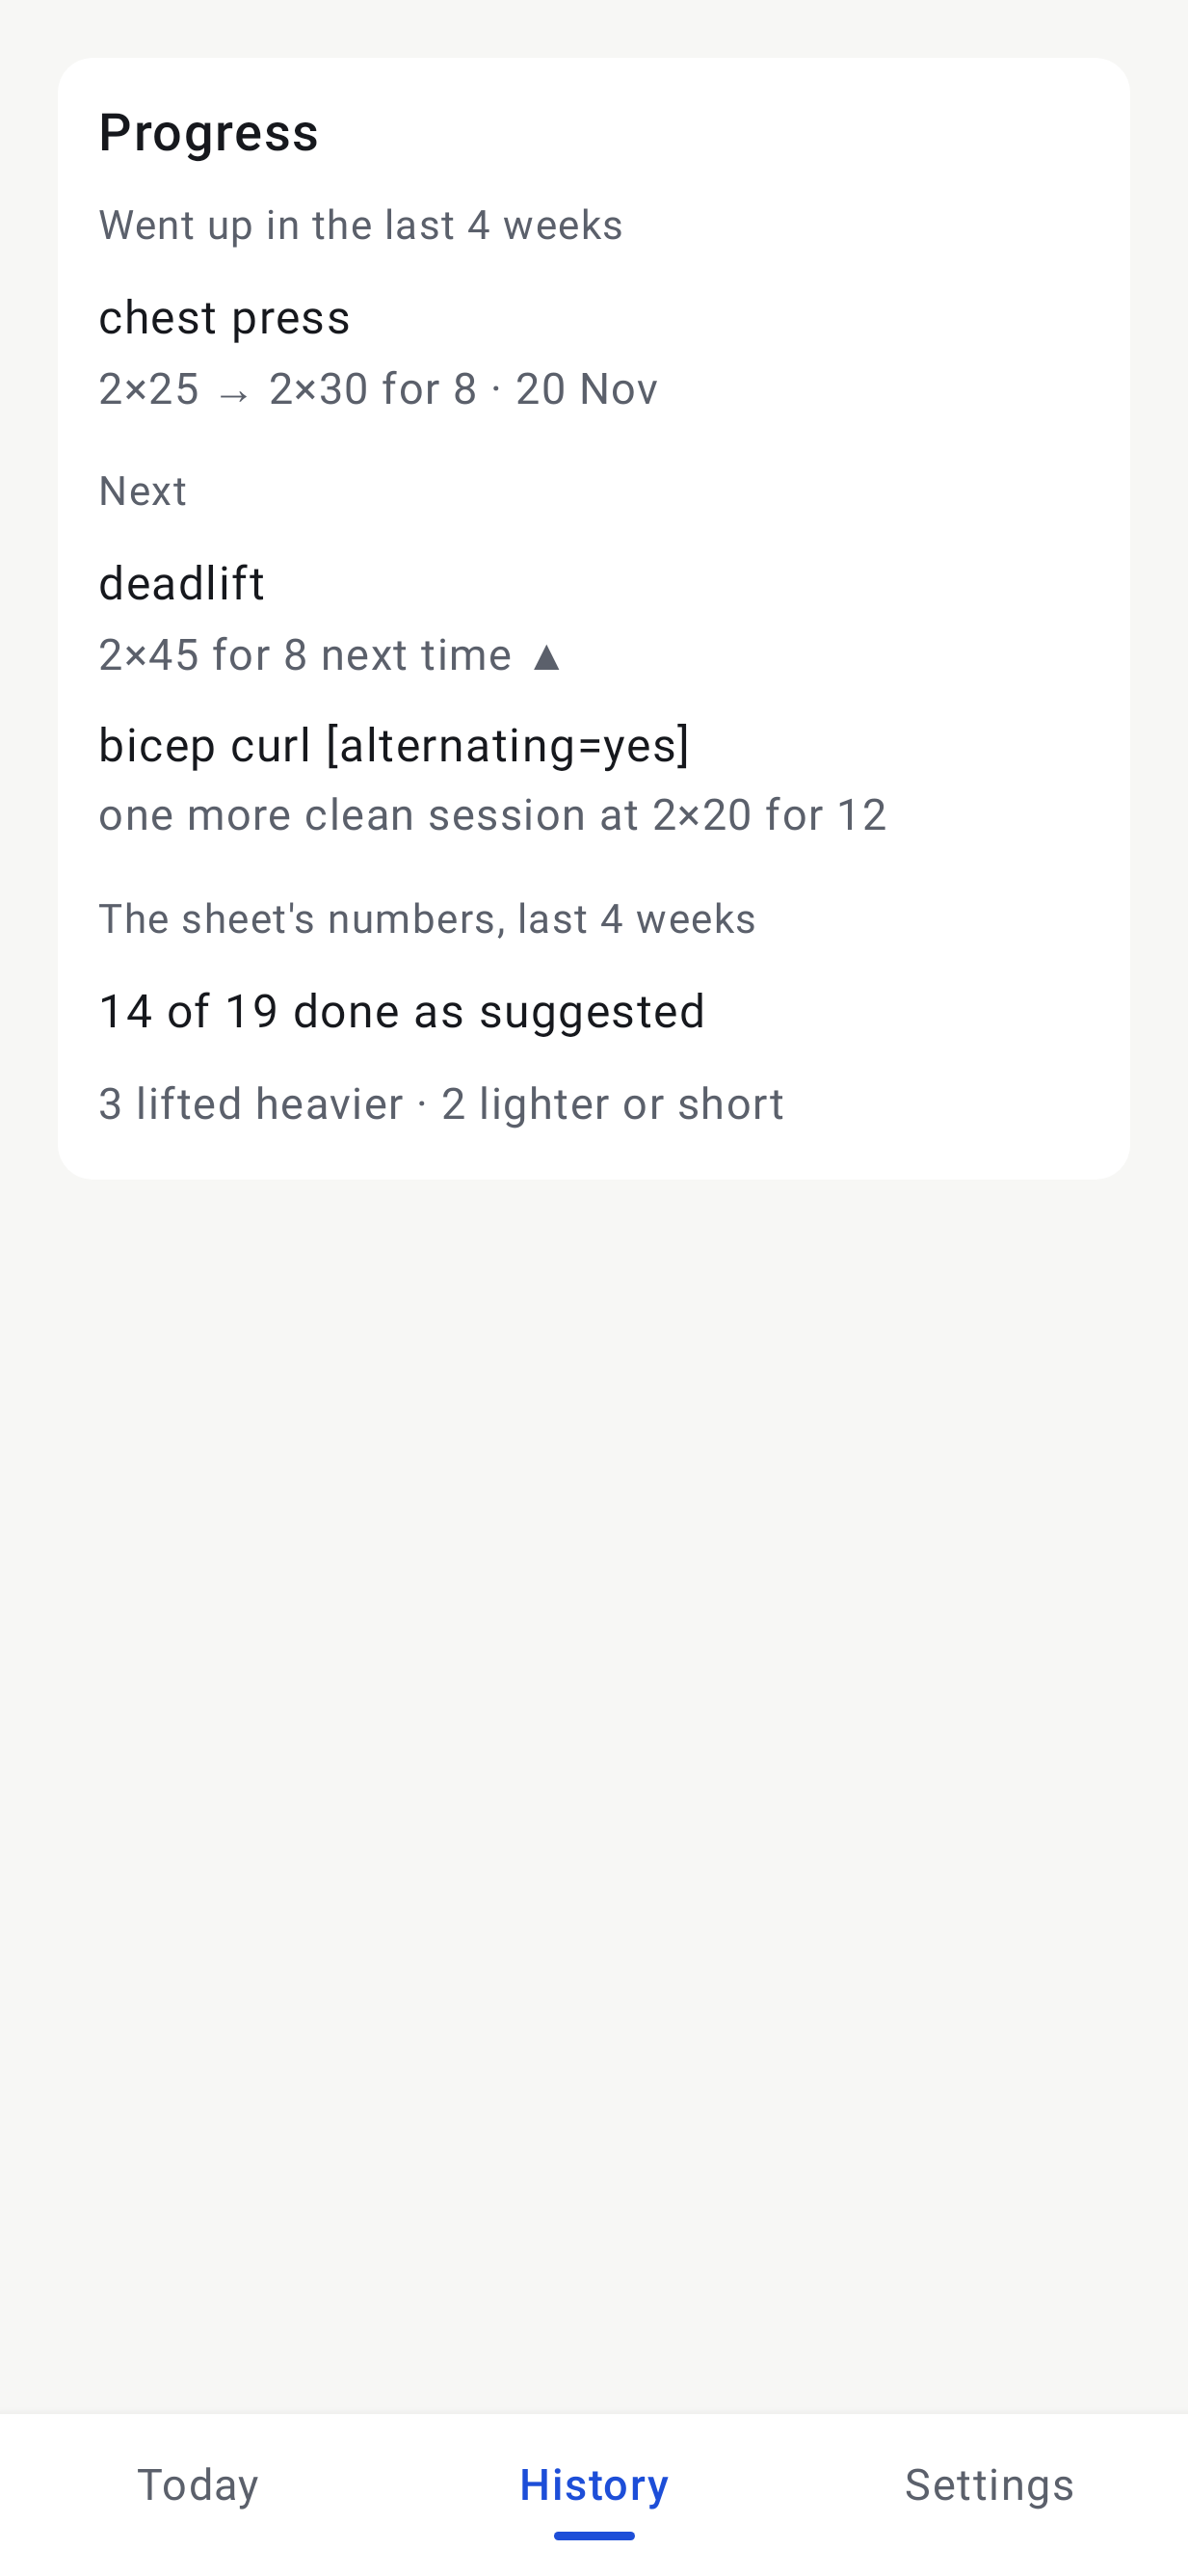 Progress
Went up in the last 4 weeks
chest press
2×25 → 2×30 for 8 · 20 Nov
Next
deadlift
2×45 for 8 next time ▲
bicep curl [alternating=yes]
one more clean session at 2×20 for 12
The sheet's numbers, last 4 weeks
14 of 19 done as suggested
3 lifted heavier · 2 lighter or short
Today History Settings